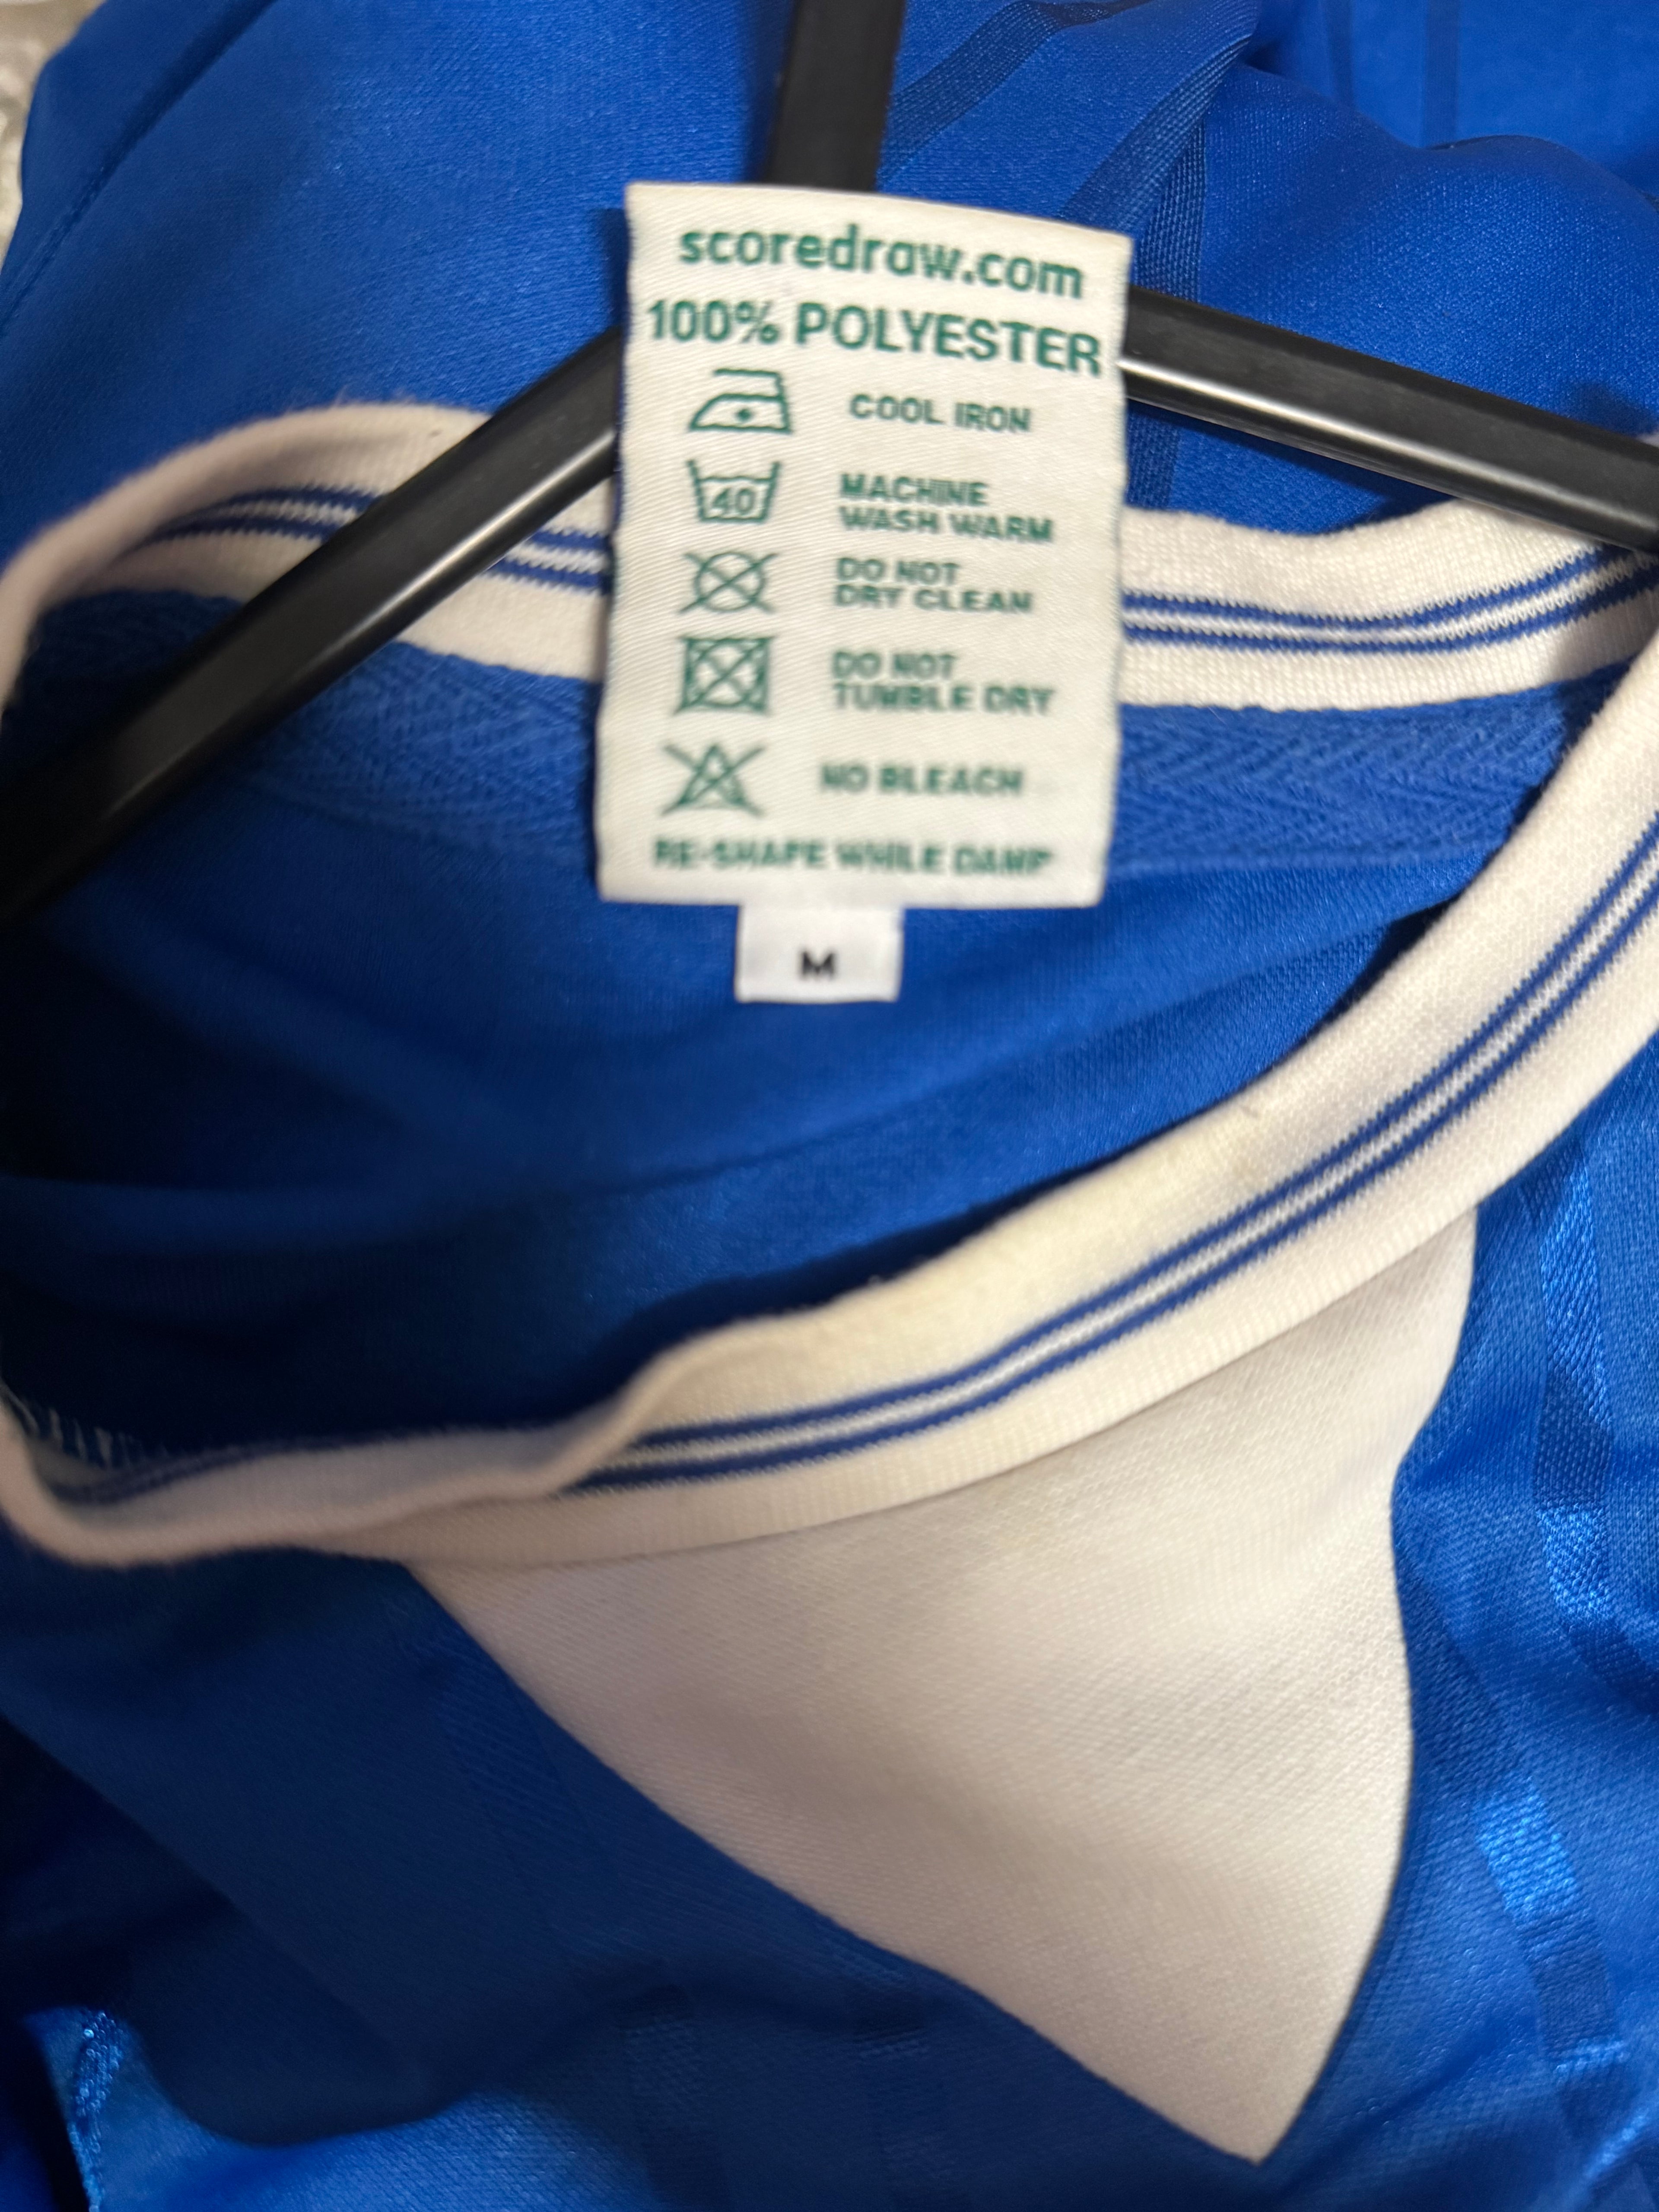 scoredraw.com
100% POLYESTER
COOL IRON
40
MACHINE
WASH WARM
DO NOT
DRY CLEAN
DO NOT
TUMBLE DRY
NO BLEACH
RE-SHAPE WHILE DAMP
M